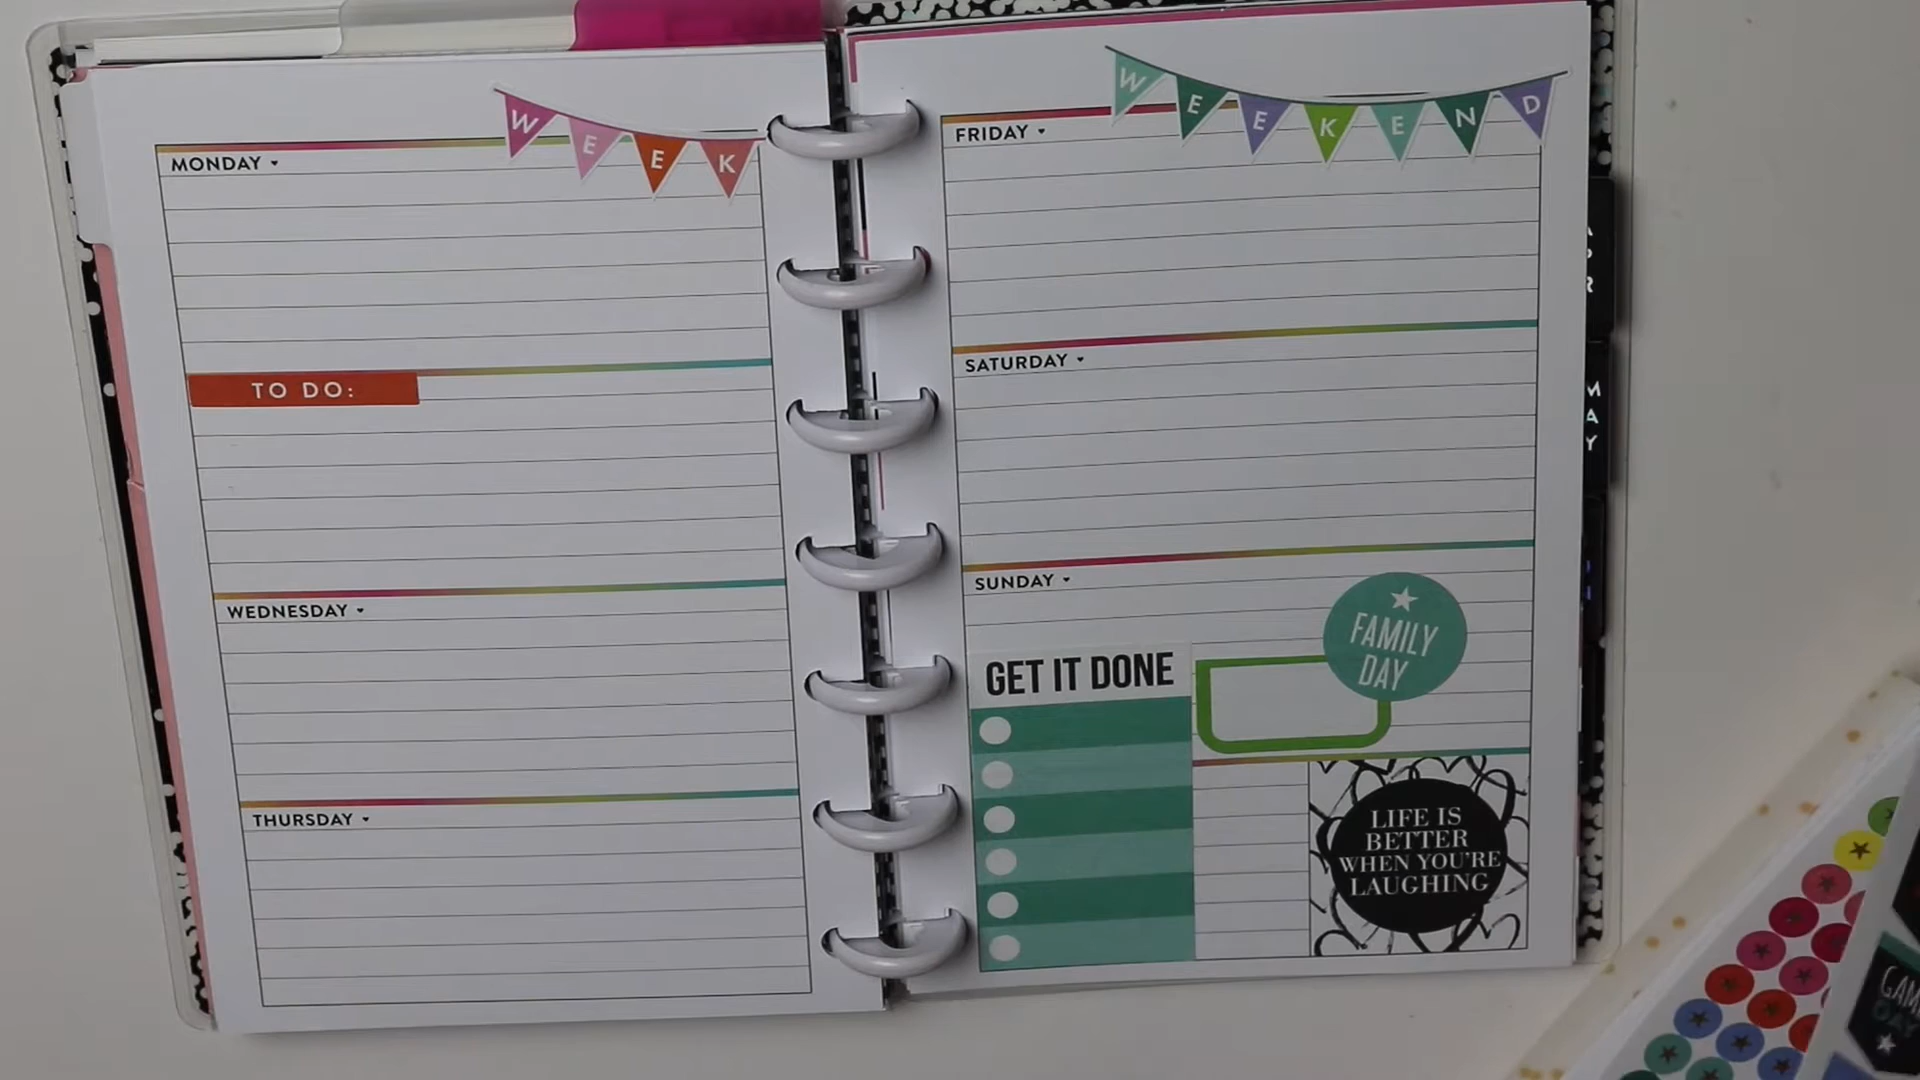 WEEK
MONDAY
TO DO:
WEDNESDAY
THURSDAY
WEEKEND
FRIDAY
SATURDAY
SUNDAY
FAMILY
DAY
GET IT DONE
LIFE IS
BETTER
WHEN YOU'RE
LAUGHING
MAY